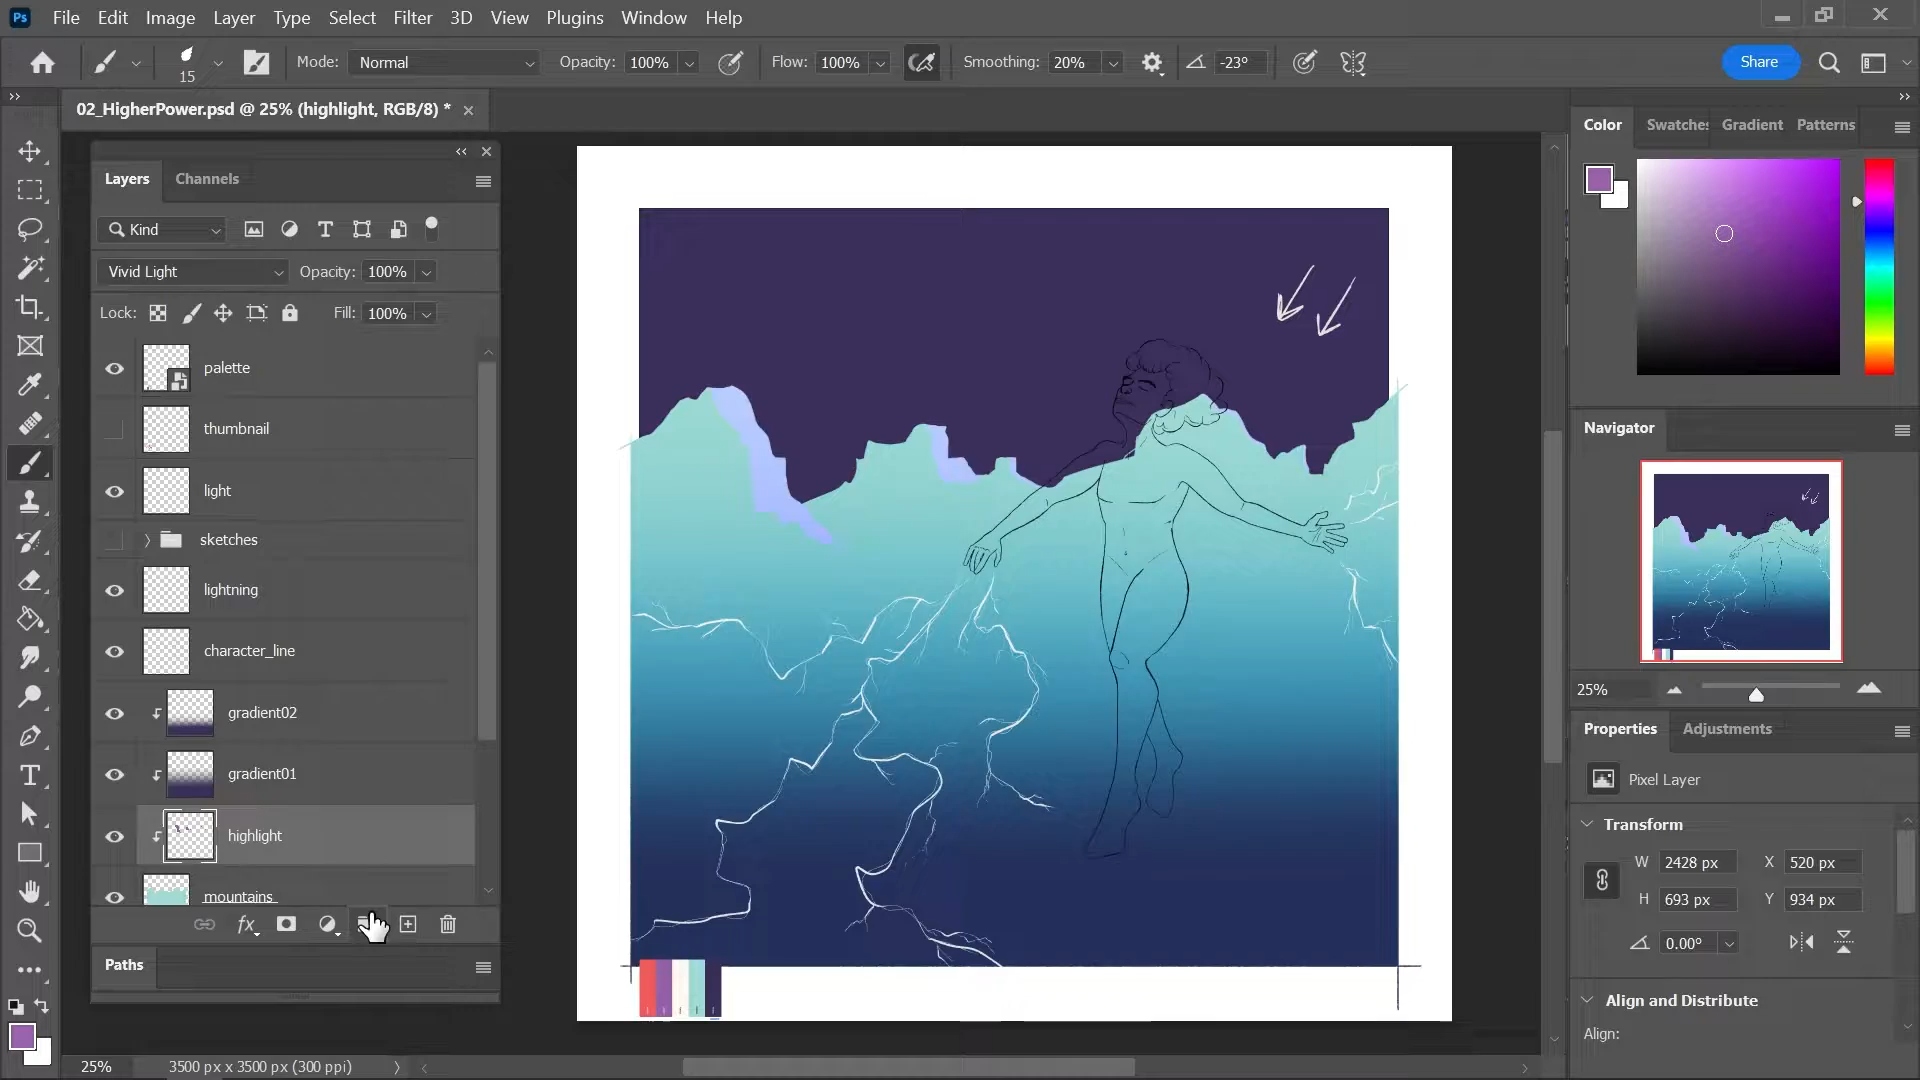 Ps File Edit Image Layer Type Select Filter 3D View Plugins Window Help
15 Mode: Normal Opacity: 100% Flow: 100% Smoothing: 20% -23° Share
02_HigherPower.psd @ 25% (highlight, RGB/8) *
Layers Channels
Kind
Vivid Light Opacity: 100%
Lock: Fill: 100%
palette
thumbnail
light
sketches
lightning
character_line
gradient02
gradient01
highlight
mountains
fx
Paths
25% 3500 px x 3500 px (300 ppi)
Color Swatches Gradient Patterns
Navigator
25%
Properties Adjustments
Pixel Layer
Transform
W 2428 px X 520 px
H 693 px Y 934 px
0.00°
Align and Distribute
Align: